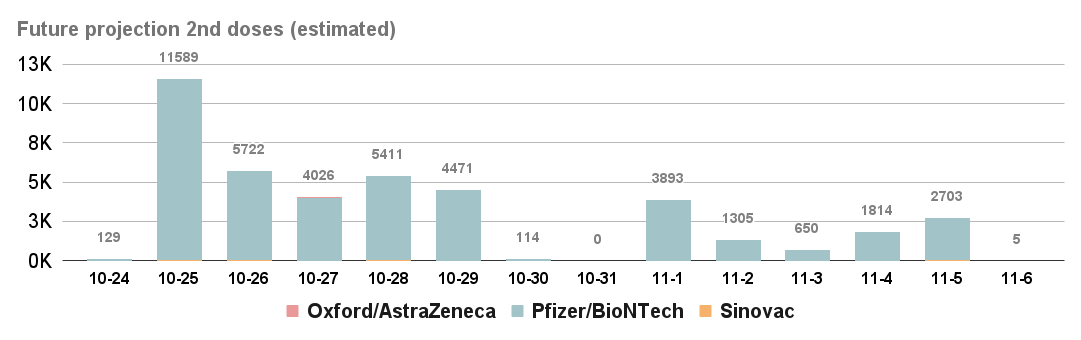 Future projection 2nd doses (estimated)
13K
10K
8K
5K
3K
0K
129
11589
5722
4026
5411
4471
114
0
3893
1305
650
1814
2703
5
10-24
10-25
10-26
10-27
10-28
10-29
10-30
10-31
11-1
11-2
11-3
11-4
11-5
11-6
Oxford/AstraZeneca
Pfizer/BioNTech
Sinovac